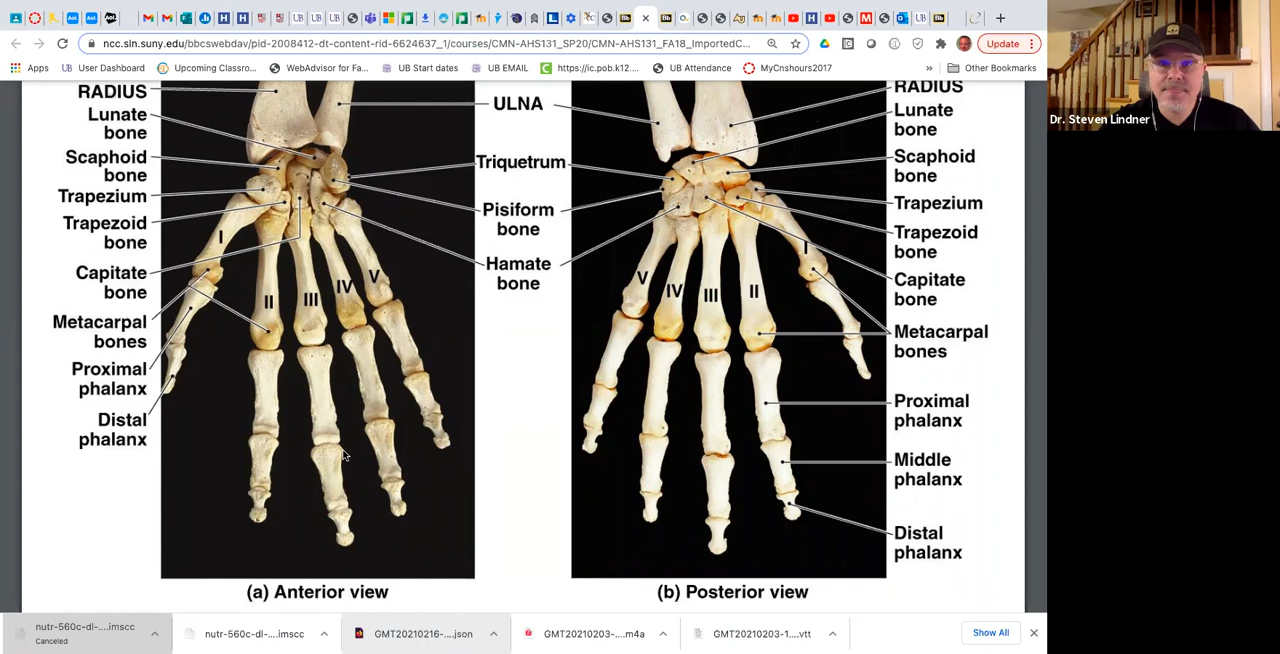 ncc.sln.suny.edu/bbcswebdav/pid-2008412-dt-content-rid-6624637_1/courses/CMN-AHS131_SP20/CMN-AHS131_FA18_ImportedC...
Update
Apps
User Dashboard
Upcoming Classro...
WebAdvisor for Fa...
UB Start dates
UB EMAIL
https://ic.pob.k12....
UB Attendance
MyCnshours2017
»
Other Bookmarks
Dr. Steven Lindner
RADIUS
Lunate
bone
Scaphoid
bone
Trapezium
Trapezoid
bone
Capitate
bone
Metacarpal
bones
Proximal
phalanx
Distal
phalanx
I
II
III
IV
V
ULNA
Triquetrum
Pisiform
bone
Hamate
bone
V
IV
III
II
I
RADIUS
Lunate
bone
Scaphoid
bone
Trapezium
Trapezoid
bone
Capitate
bone
Metacarpal
bones
Proximal
phalanx
Middle
phalanx
Distal
phalanx
(a) Anterior view
(b) Posterior view
nutr-560c-dl-....imscc
Canceled
nutr-560c-dl-....imscc
GMT20210216-....json
GMT20210203-....m4a
GMT20210203-1....vtt
Show All